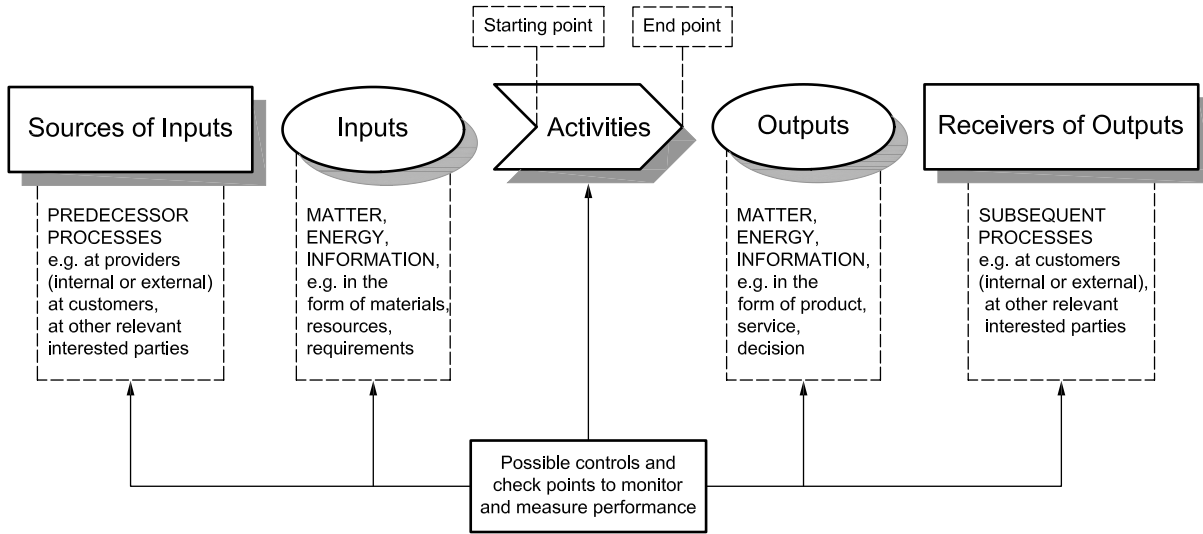 Starting point
End point
Sources of Inputs
Inputs
Activities
Outputs
Receivers of Outputs
PREDECESSOR
PROCESSES
e.g. at providers
(internal or external)
at customers,
at other relevant
interested parties
MATTER,
ENERGY,
INFORMATION,
e.g. in the
form of materials,
resources,
requirements
MATTER,
ENERGY,
INFORMATION,
e.g. in the
form of product,
service,
decision
SUBSEQUENT
PROCESSES
e.g. at customers
(internal or external),
at other relevant
interested parties
Possible controls and
check points to monitor
and measure performance